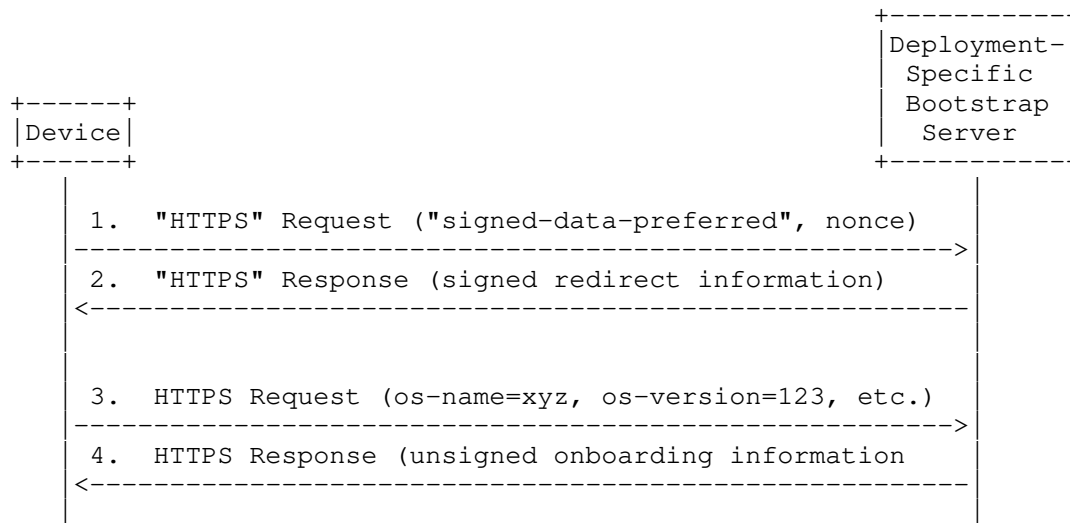 Deployment-
Specific
Bootstrap
Device
Server
1. "HTTPS" Request ("signed-data-preferred", nonce)
2. "HTTPS" Response (signed redirect information)
3. HTTPS Request (os-name=xyz, os-version=123, etc.)
4. HTTPS Response (unsigned onboarding information